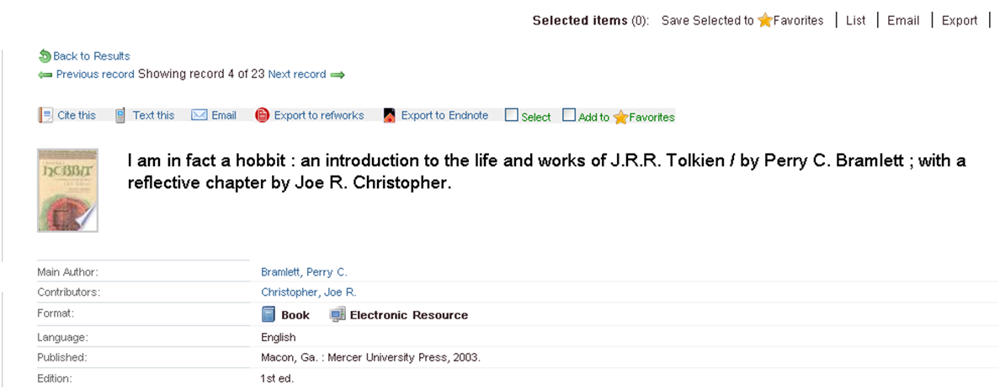 Selected items (0): Save Selected to Favorites | List | Email | Export |
Back to Results
Previous record Showing record 4 of 23 Next record
Cite this Text this Email Export to refworks Export to Endnote Select Add to Favorites
HOBBIT
I am in fact a hobbit : an introduction to the life and works of J.R.R. Tolkien / by Perry C. Bramlett ; with a
reflective chapter by Joe R. Christopher.
Main Author: Bramlett, Perry C.
Contributors: Christopher, Joe R.
Format: Book Electronic Resource
Language: English
Published: Macon, Ga. : Mercer University Press, 2003.
Edition: 1st ed.